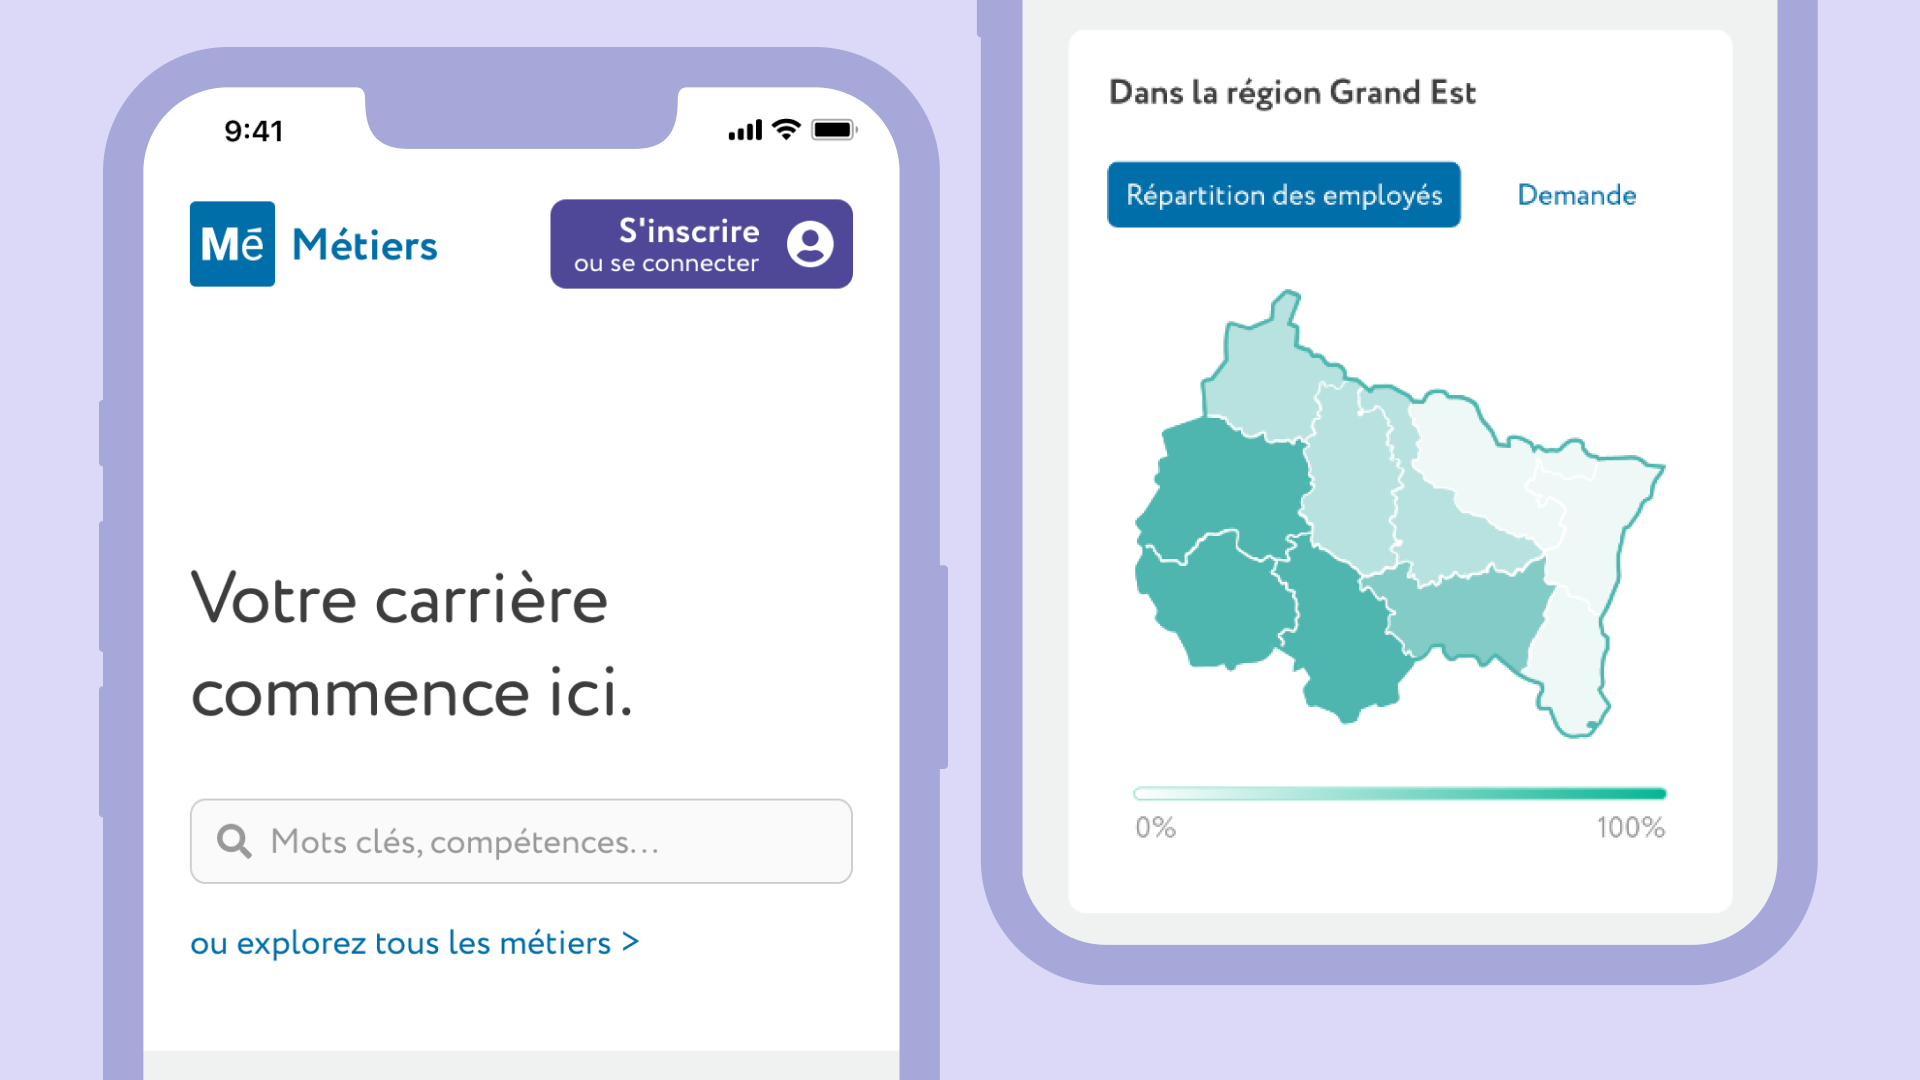 9:41
Mé Métiers
S'inscrire
ou se connecter
Votre carrière
commence ici.
Mots clés, compétences...
ou explorez tous les métiers >
Dans la région Grand Est
Répartition des employés
Demande
0%
100%